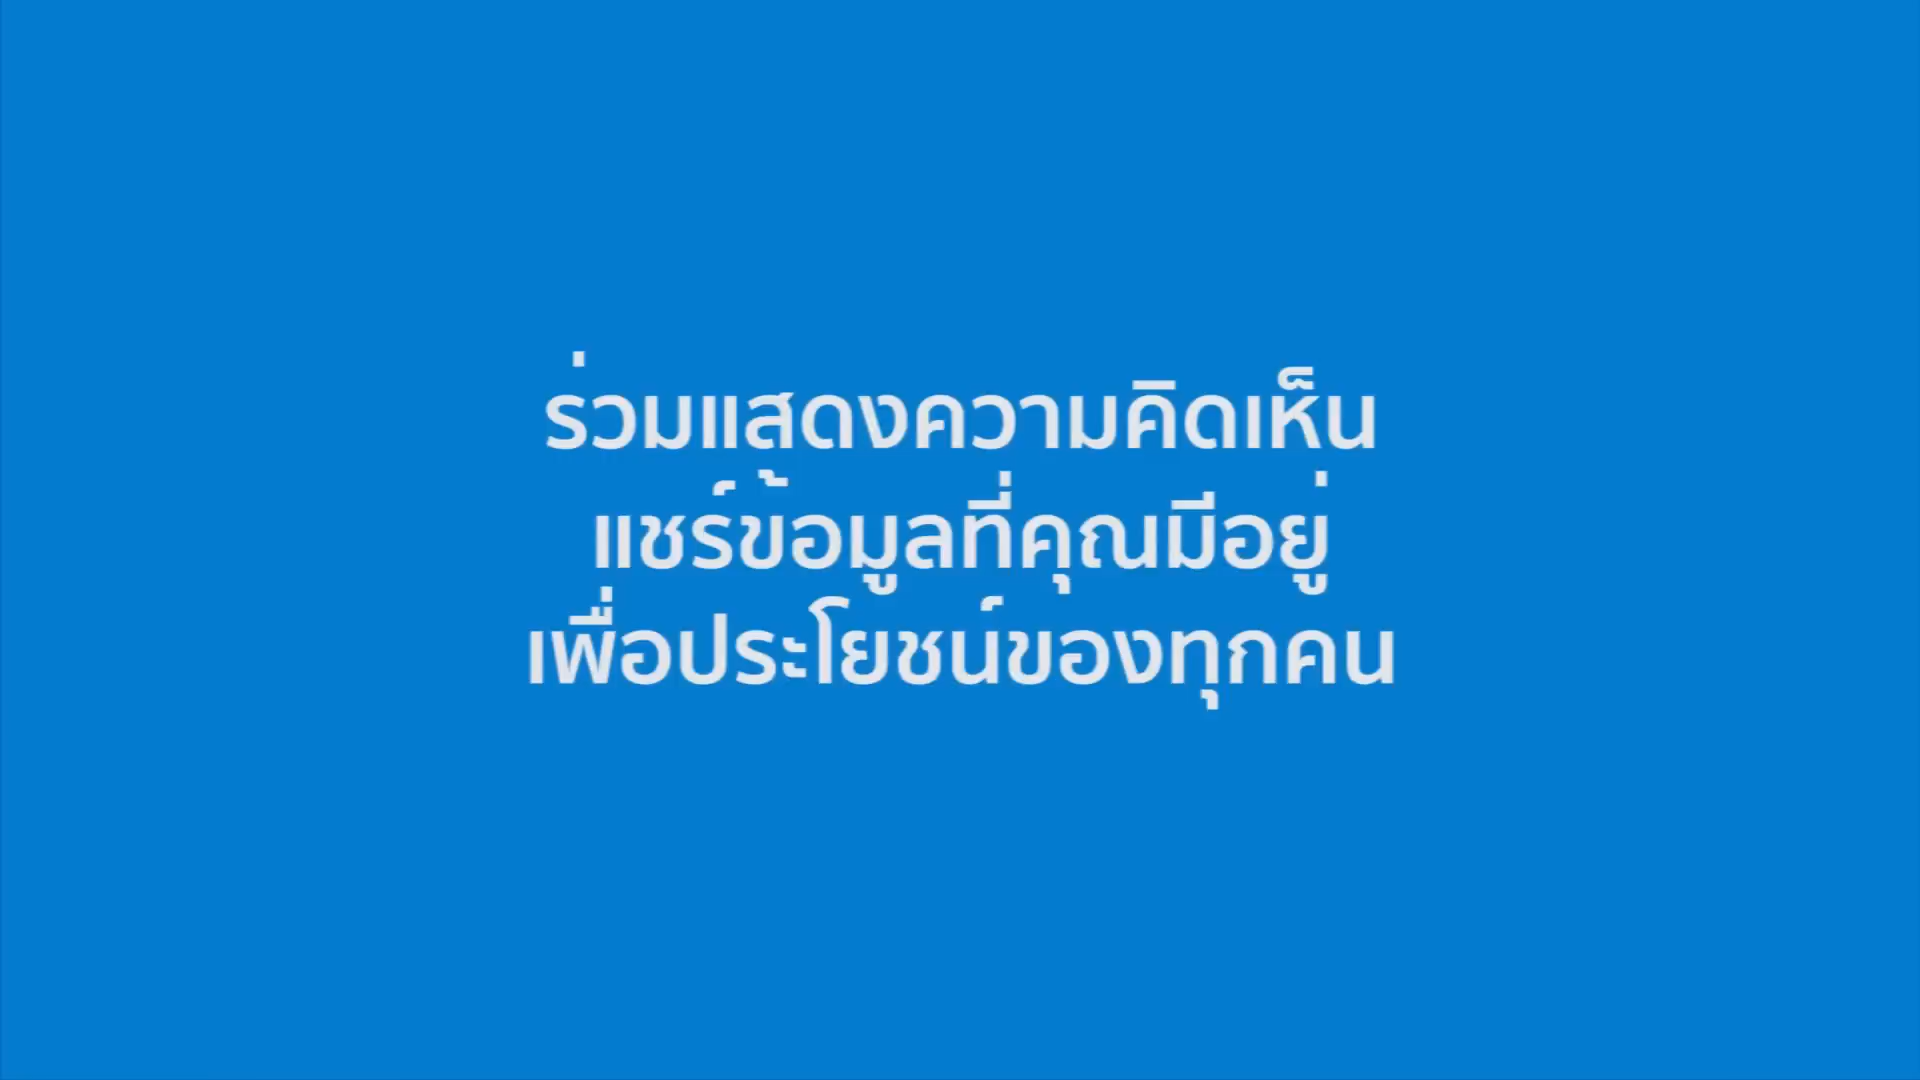 ร่วมแสดงความคิดเห็น
แชร์ข้อมูลที่คุณมีอยู่
เพื่อประโยชน์ของทุกคน